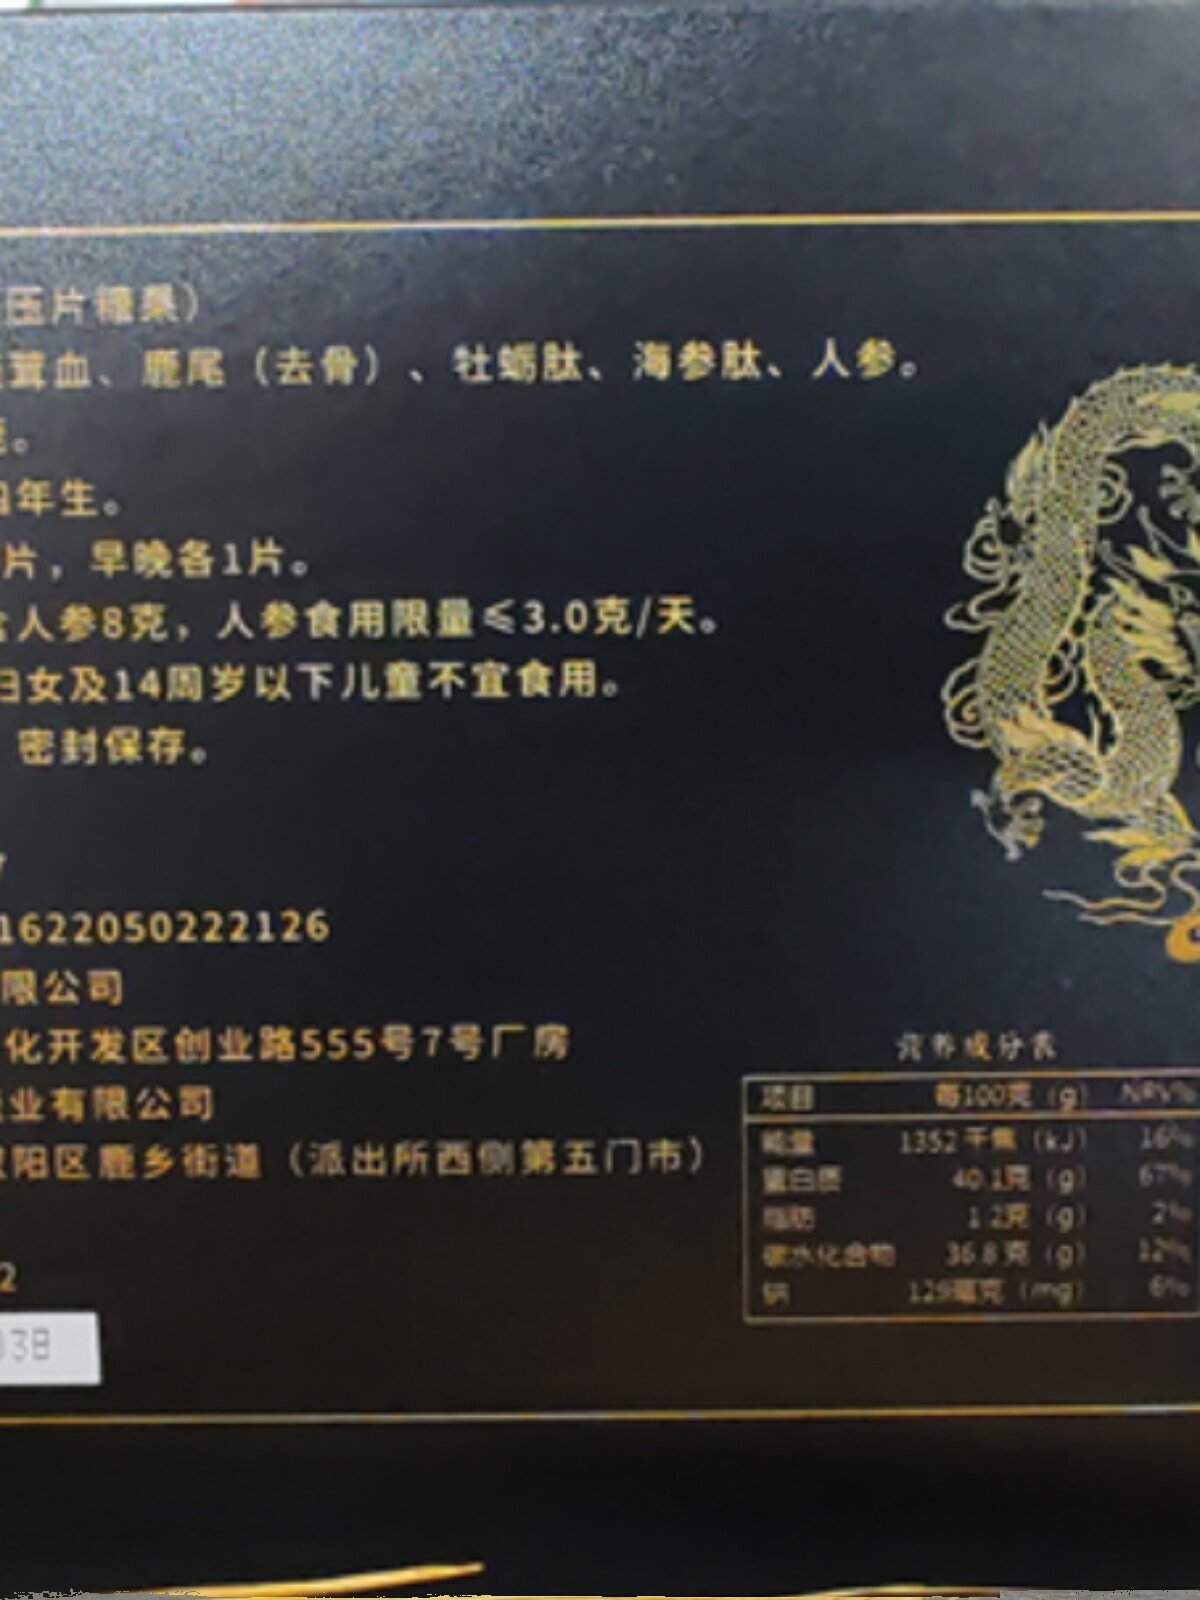 压片糖果）
茸血、鹿尾（去骨）、牡蛎肽、海参肽、人参。
年生。
片，早晚各1片。
人参8克，人参食用限量≤3.0克/天。
妇女及14周岁以下儿童不宜食用。
密封保存。
1622050222126
限公司
化开发区创业路555号7号厂房
业有限公司
阳区鹿乡街道（派出所西侧第五门市）
2
03B
营养成分表
项目 每100克（g） NRV%
能量 1352千焦（kJ） 16%
蛋白质 40.1克（g） 67%
脂肪 1.2克（g） 2%
碳水化合物 36.8克（g） 12%
钠 129毫克（mg） 6%